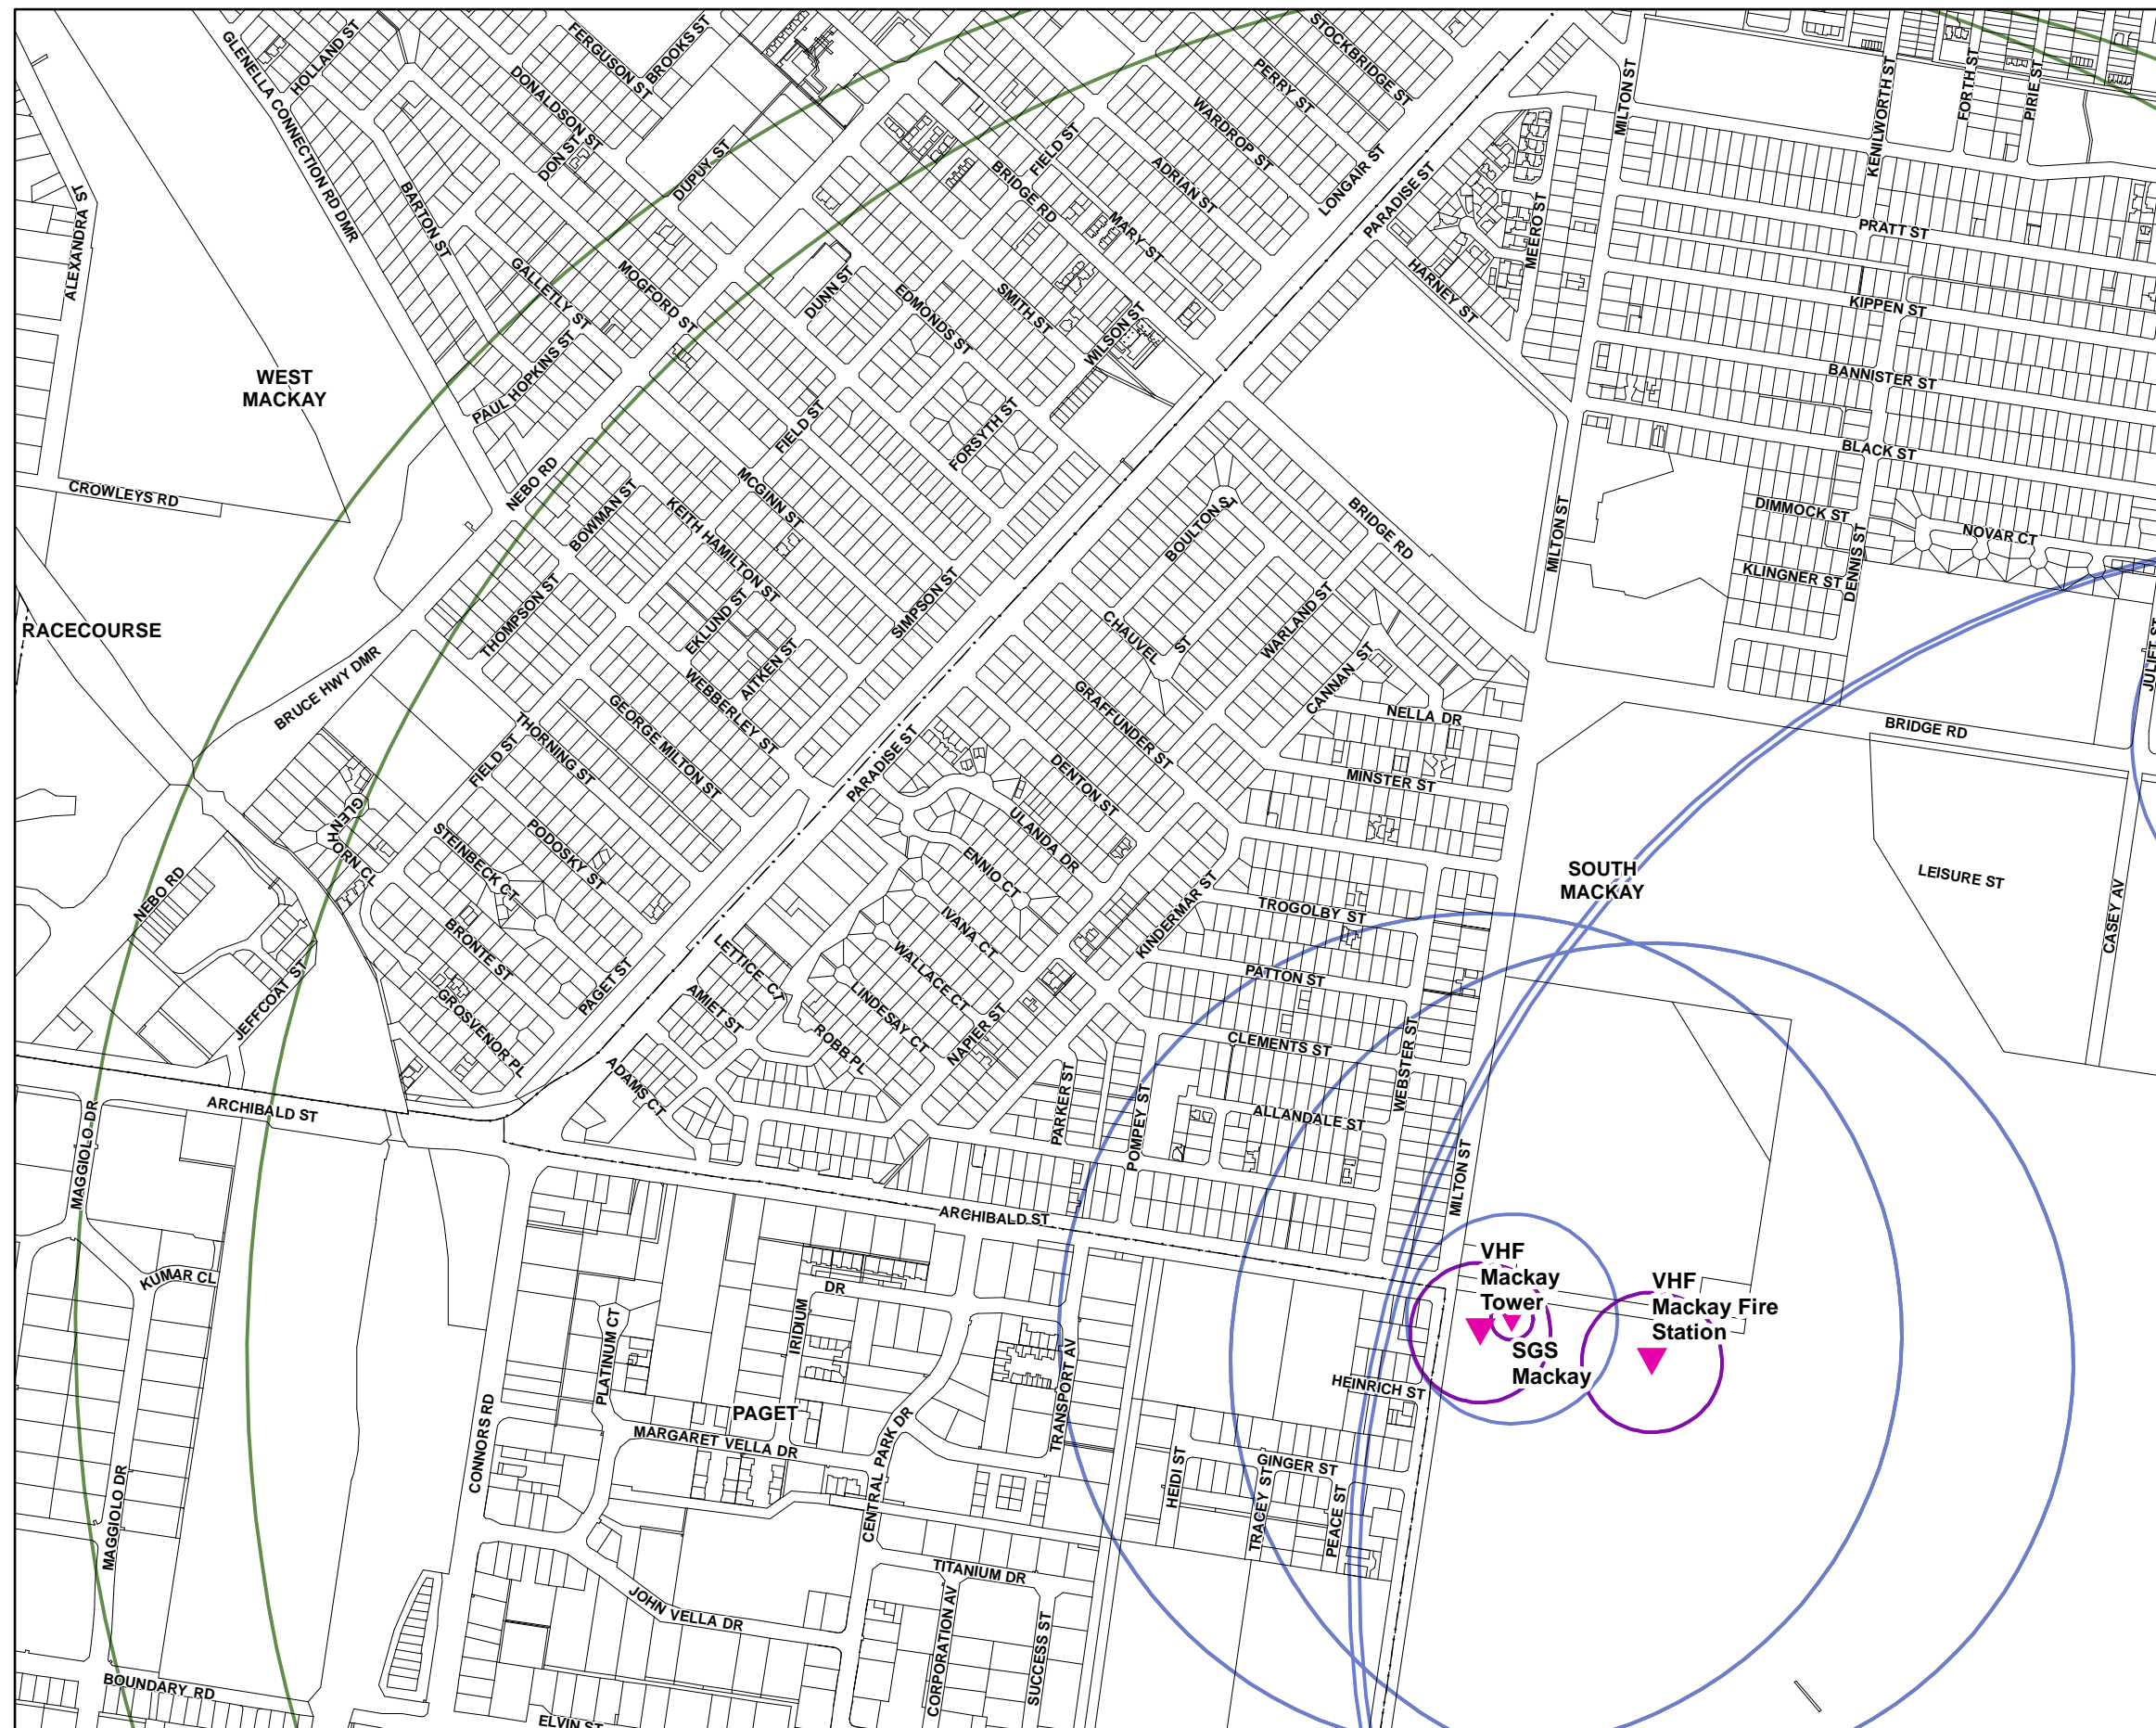 HOLLAND ST
GLENELLA CONNECTION RD DMR
FERGUSON ST
BROOKS ST
DONALDSON ST
DON ST
DUPUY ST
STOCKBRIDGE ST
PERRY ST
WARDROP ST
ADRIAN ST
FIELD ST
BRIDGE RD
MARY ST
LONGAIR ST
PARADISE ST
MILTON ST
KENILWORTH ST
FORTH ST
PIRIE ST
MEERO ST
HARNEY ST
PRATT ST
KIPPEN ST
BANNISTER ST
BLACK ST
DIMMOCK ST
NOVAR CT
KLINGNER ST
DENNIS ST
ALEXANDRA ST
BARTON ST
GALLETLY ST
MOGFORD ST
PAUL HOPKINS ST
DUNN ST
EDMONDS ST
SMITH ST
WILSON ST
FORSYTH ST
FIELD ST
WEST
MACKAY
CROWLEYS RD
NEBO RD
BOWMAN ST
MCGINN ST
KEITH HAMILTON ST
BOULTON ST
BRIDGE RD
MILTON ST
RACECOURSE
THOMPSON ST
EKLUND ST
AITKEN ST
SIMPSON ST
WEBBERLEY ST
GEORGE MILTON ST
CHAUVEL
ST
WARLAND ST
CANNAN ST
GRAFFUNDER ST
NELLA DR
MINSTER ST
BRUCE HWY DMR
THORNING ST
FIELD ST
PARADISE ST
DENTON ST
ULANDA DR
ENNIO CT
BRIDGE RD
JULIET ST
LEISURE ST
CASEY AV
SOUTH
MACKAY
GLENTHORN CL
STEINBECK CT
PODOSKY ST
NEBO RD
BRONTE ST
GROSVENOR PL
PAGET ST
JEFFCOAT ST
LETTICE CT
AMIET ST
IVANA CT
WALLACE CT
LINDESAY CT
ROBB PL
NAPIER ST
KINDERMAR ST
TROGOLBY ST
PATTON ST
CLEMENTS ST
WEBSTER ST
ALLANDALE ST
PARKER ST
POMPEY ST
MILTON ST
ADAMS CT
ARCHIBALD ST
MAGGIOLO DR
KUMAR CL
ARCHIBALD ST
VHF
Mackay
Tower
VHF
Mackay Fire
Station
SGS
Mackay
PLATINUM CT
IRIDIUM
DR
TRANSPORT AV
HEINRICH ST
PAGET
CONNORS RD
MARGARET VELLA DR
CENTRAL PARK DR
HEIDI ST
GINGER ST
TRACEY ST
PEACE ST
MAGGIOLO DR
TITANIUM DR
JOHN VELLA DR
CORPORATION AV
SUCCESS ST
BOUNDARY RD
ELVIN ST